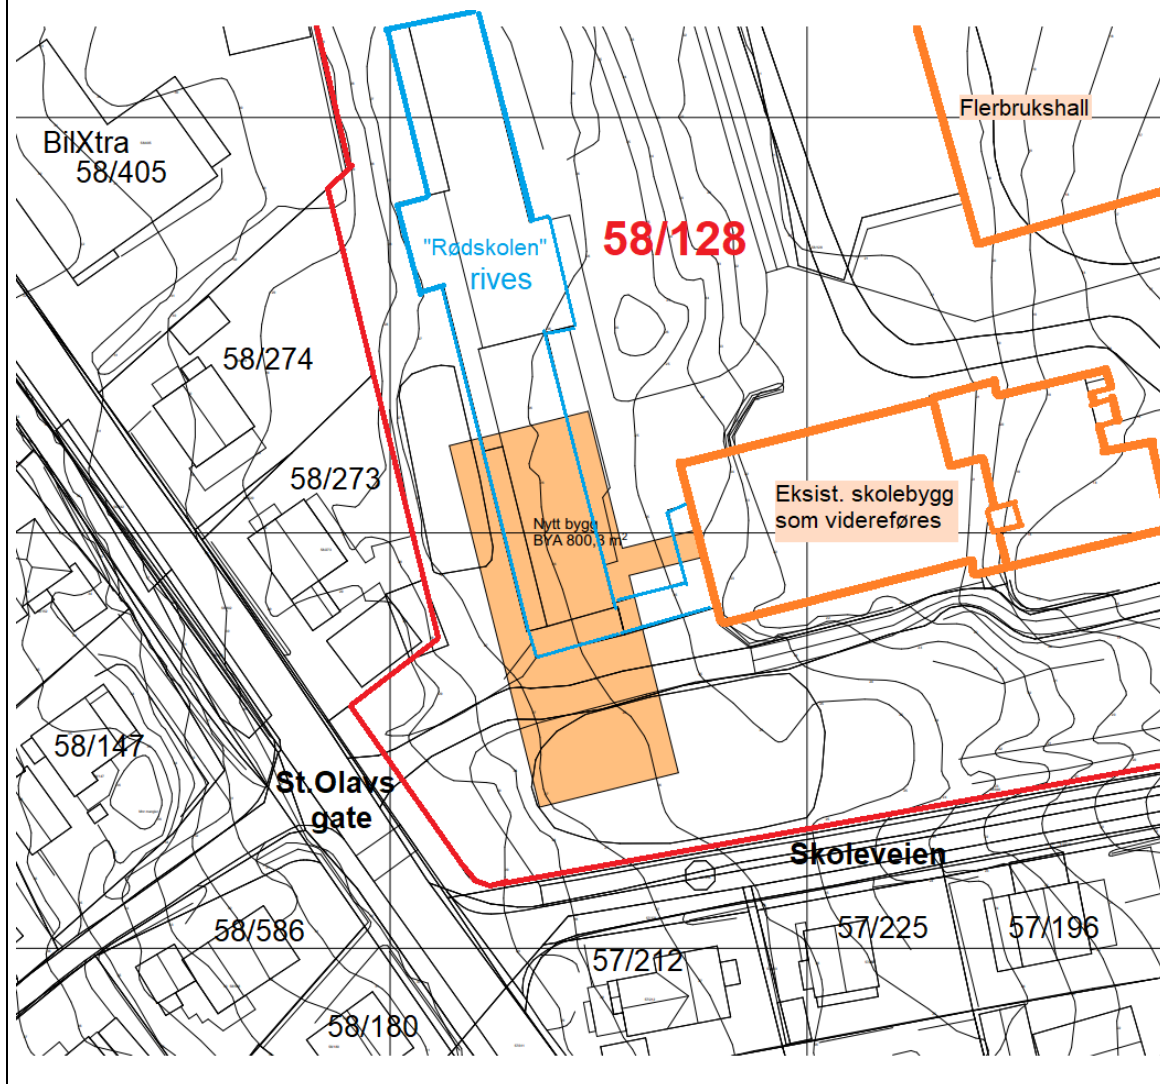 Flerbrukshall
BilXtra
58/405
58/128
"Rødskolen"
rives
58/274
58/273
Eksist. skolebygg
som videreføres
Nytt bygg
BYA 800,3 m²
58/147
St.Olavs
gate
Skoleveien
58/586
57/212
57/225
57/196
58/180